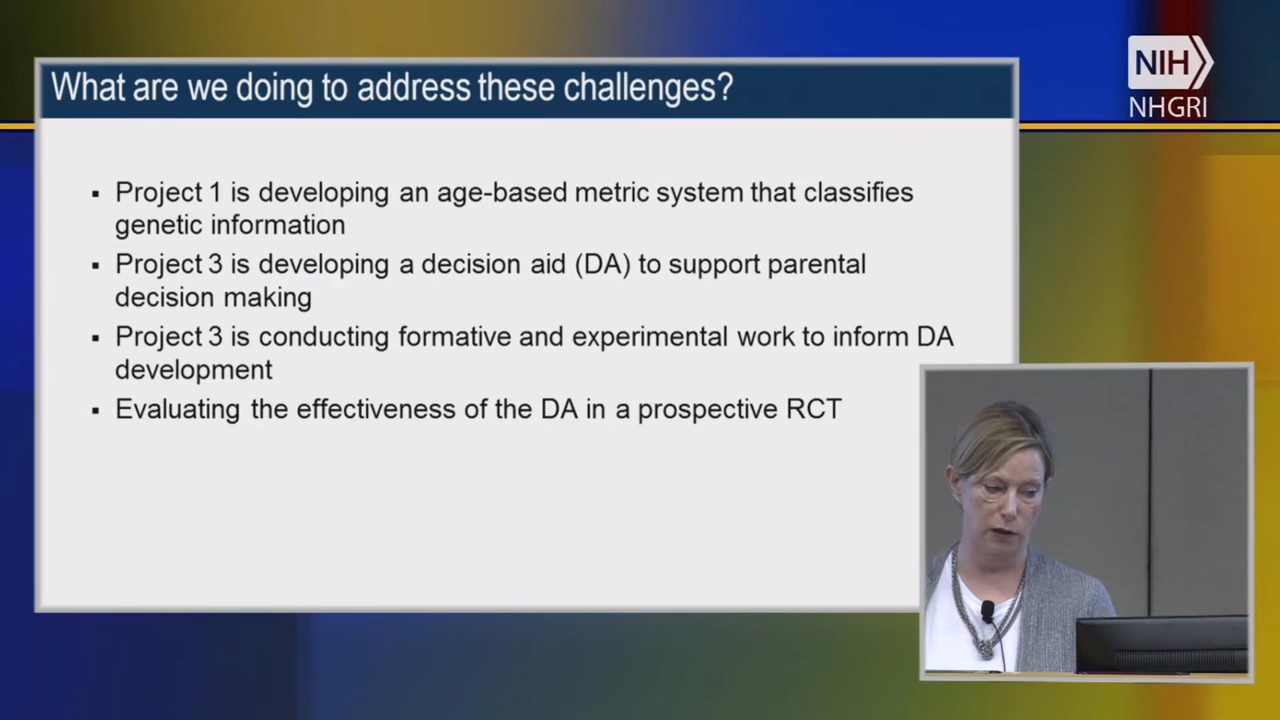 NIH
NHGRI
What are we doing to address these challenges?
▪ Project 1 is developing an age-based metric system that classifies
genetic information
▪ Project 3 is developing a decision aid (DA) to support parental
decision making
▪ Project 3 is conducting formative and experimental work to inform DA
development
▪ Evaluating the effectiveness of the DA in a prospective RCT